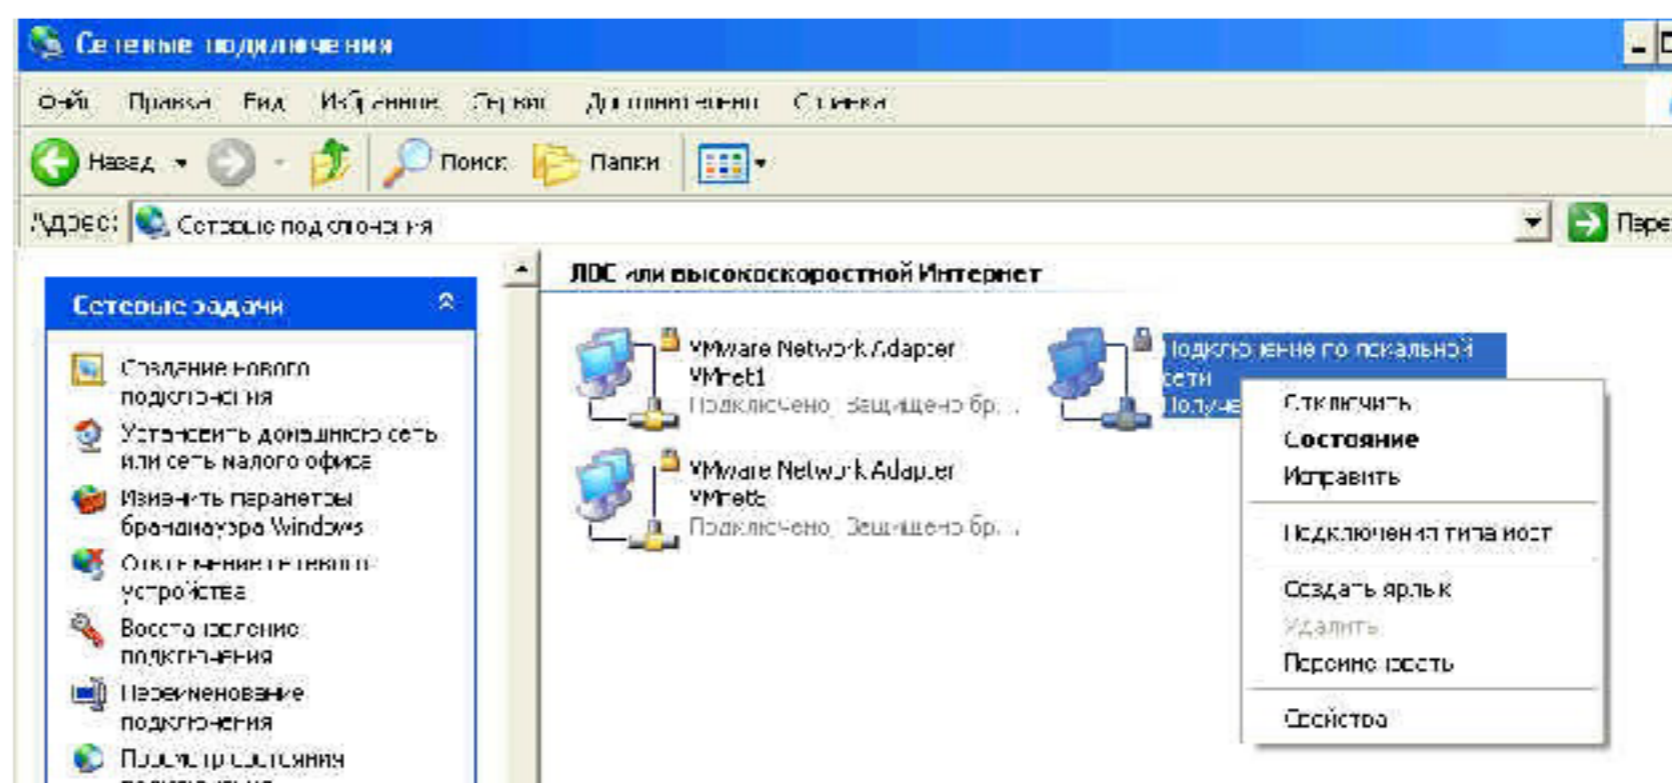 Сетевые подключения
Файл Правка Вид Избранное Сервис Дополнительно Справка
Назад Поиск Папки
Адрес: Сетевые подключения
ЛВС или высокоскоростной Интернет
Сетевые задачи
Создание нового
подключения
Установить домашнюю сеть
или сеть малого офиса
Изменить параметры
брандмауэра Windows
Отключение сетевого
устройства
Восстановление
подключения
Переименование
подключения
Просмотр состояния
подключения
VMware Network Adapter
VMnet1
Подключено, Защищено бр...
VMware Network Adapter
Подключено, Защищено бр...
Подключение по локальной
сети
Отключить
Состояние
Исправить
Подключения типа мост
Создать ярлык
Удалить
Переименовать
Свойства